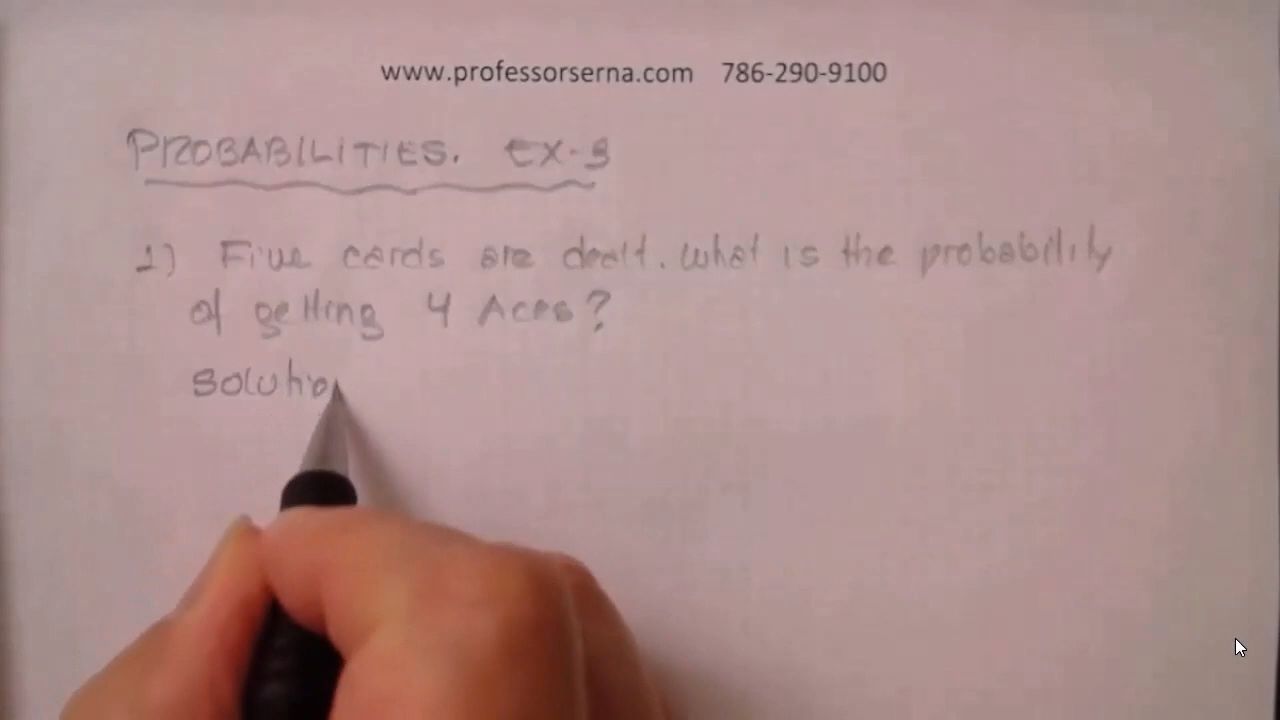 www.professorserna.com 786-290-9100
PROBABILITIES. EX-3
1) Five cards are dealt. what is the probability
of getting 4 Aces?
solutio